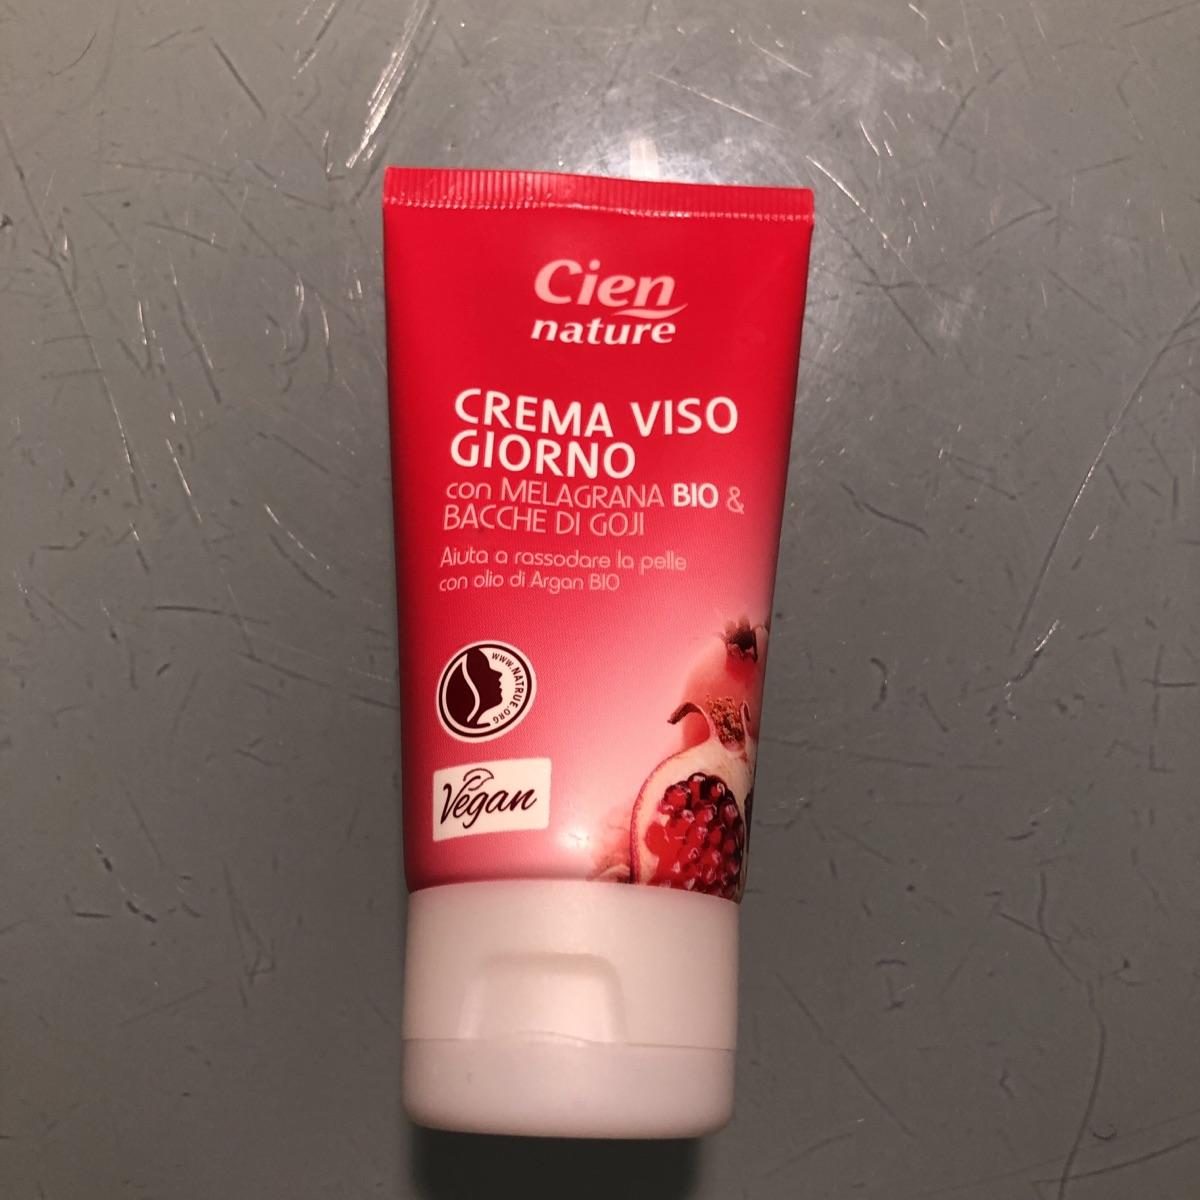 Cien
nature
CREMA VISO
GIORNO
con MELAGRANA BIO &
BACCHE DI GOJI
Aiuta a rassodare la pelle
con olio di Argan BIO
WWW.NATRUE.ORG
Vegan